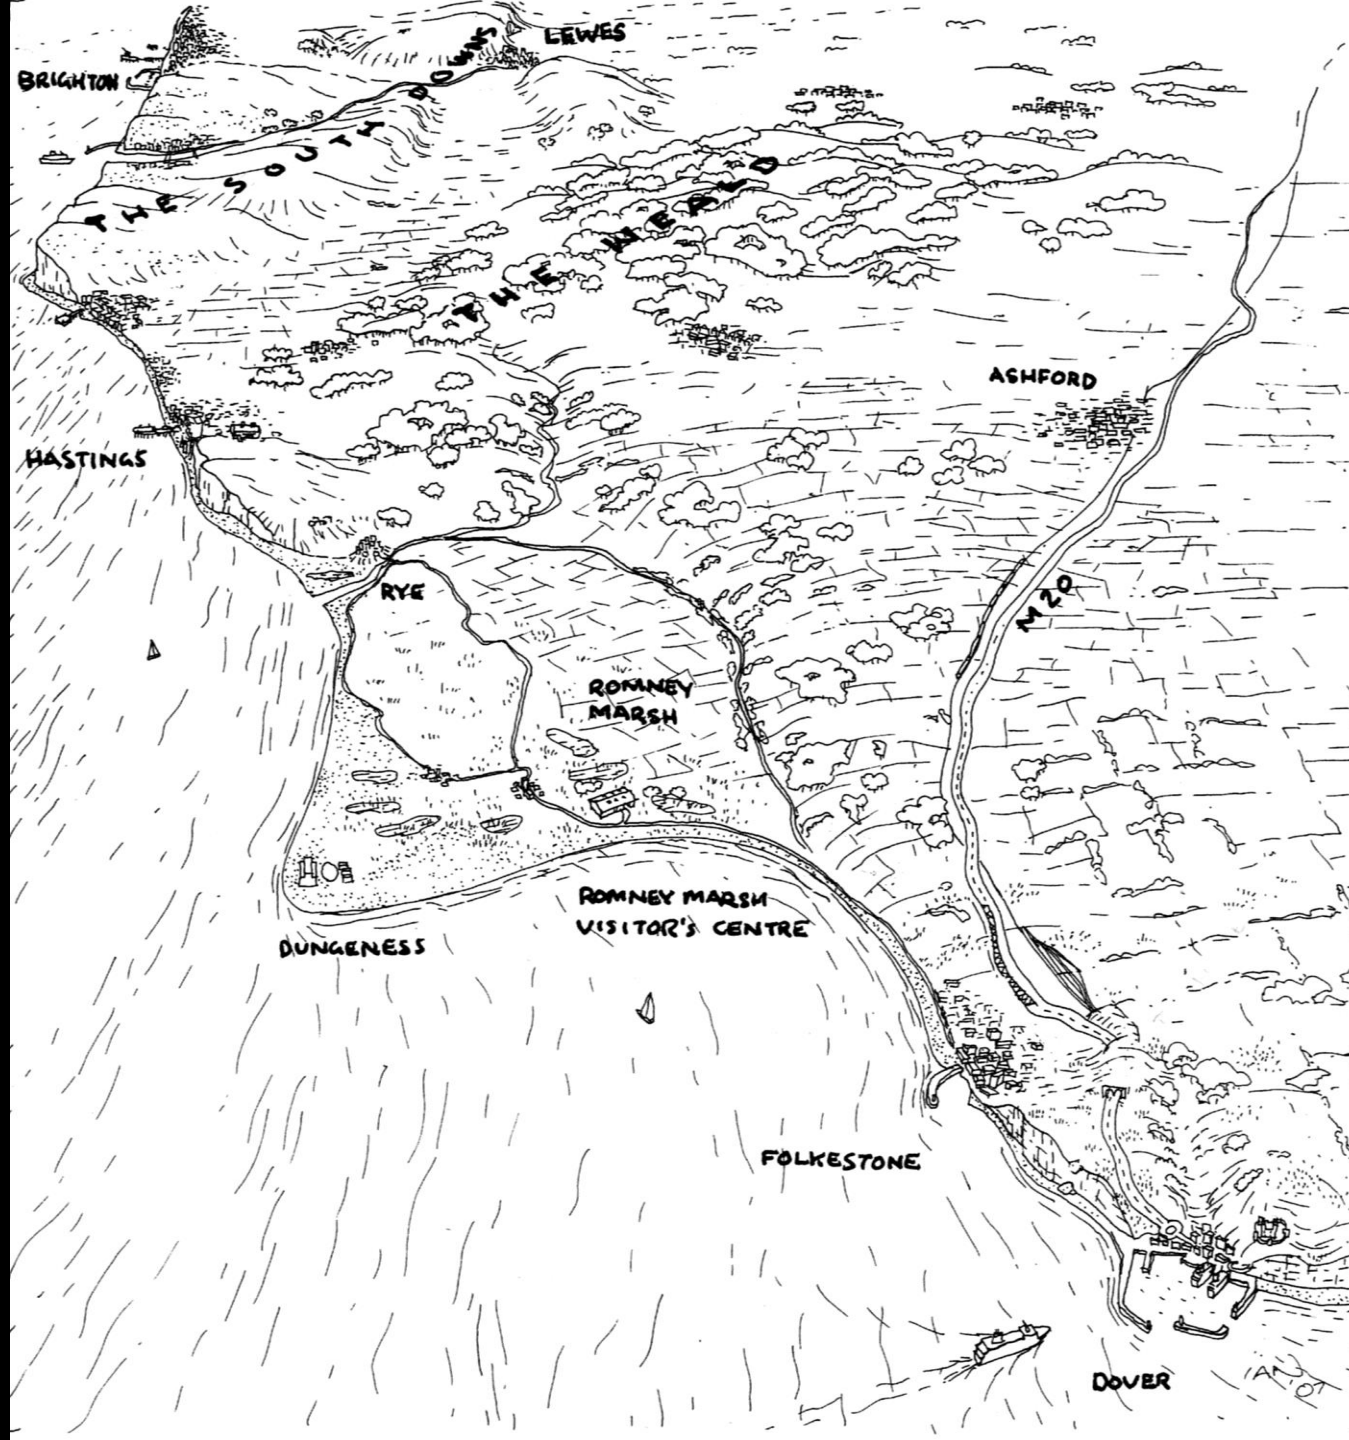 LEWES
BRIGHTON
THE SOUTH DOWNS
THE WEALD
ASHFORD
HASTINGS
RYE
M20
ROMNEY
MARSH
ROMNEY MARSH
VISITOR'S CENTRE
DUNGENESS
FOLKESTONE
DOVER